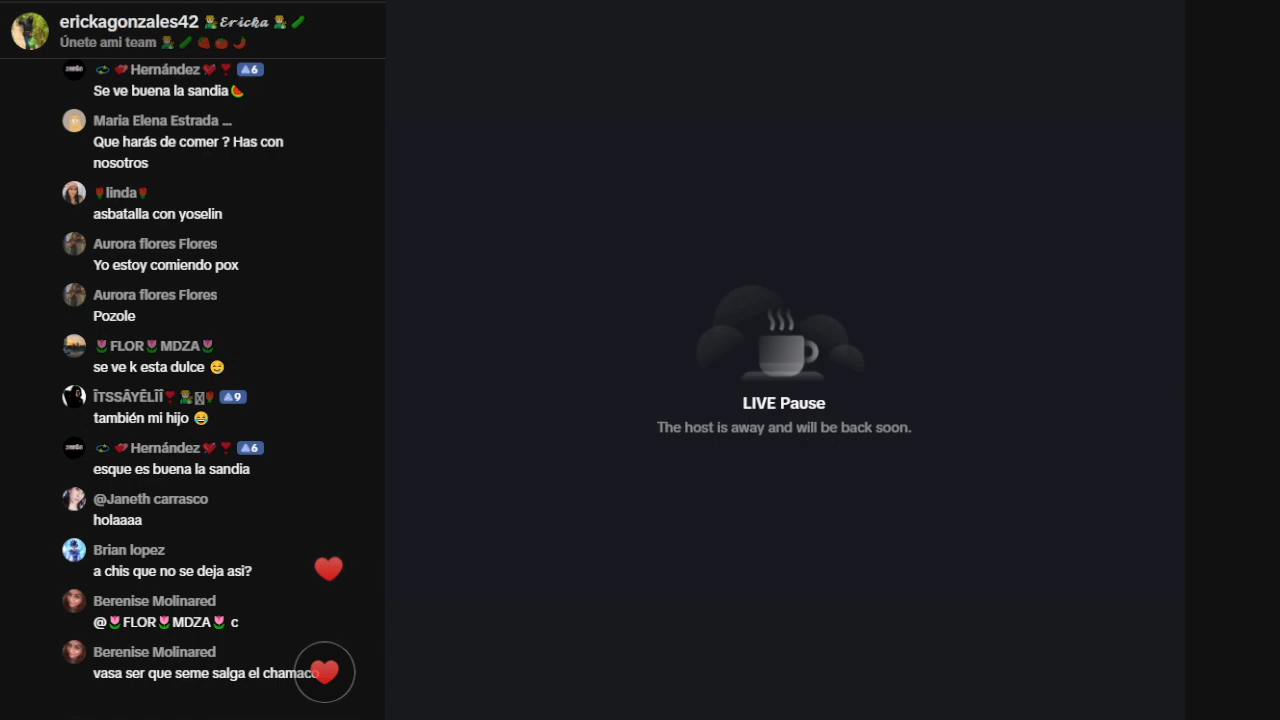 erickagonzales42 👨‍🌾𝓔𝓻𝓲𝓬𝓴𝓪 👨‍🌾🥒
Únete ami team 👨‍🌾🥒🍓🍅🌶️
Hernández 6
Se ve buena la sandia🍉
Maria Elena Estrada ...
Que harás de comer ? Has con
nosotros
🌹linda🌹
asbatalla con yoselin
Aurora flores Flores
Yo estoy comiendo pox
Aurora flores Flores
Pozole
🌷FLOR🌷MDZA🌷
se ve k esta dulce 😊
ÎTSSÂYÊLÎÎ 9
también mi hijo 😂
Hernández 6
esque es buena la sandia
@Janeth carrasco
holaaaa
Brian lopez
a chis que no se deja asi?
Berenise Molinared
@🌷FLOR🌷MDZA🌷 c
Berenise Molinared
vasa ser que seme salga el chamaco
LIVE Pause
The host is away and will be back soon.